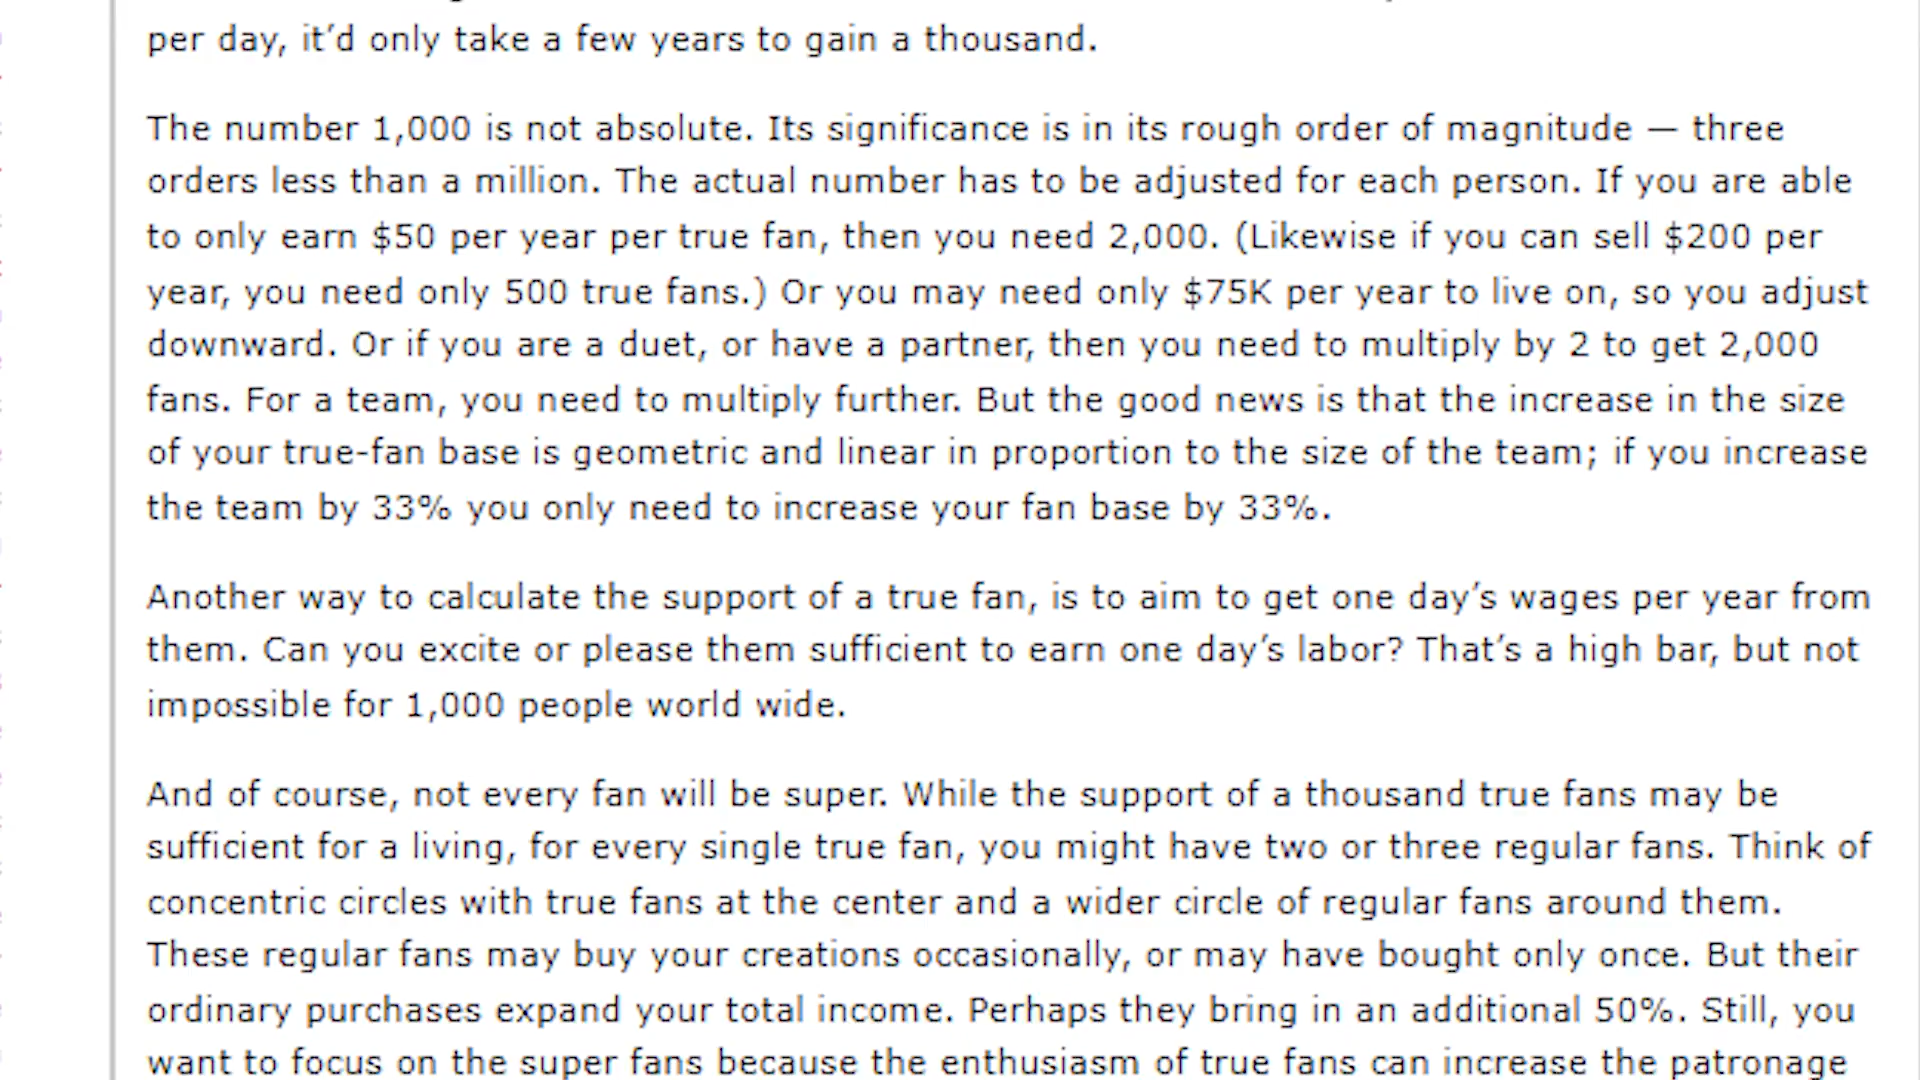 per day, it’d only take a few years to gain a thousand.
The number 1,000 is not absolute. Its significance is in its rough order of magnitude — three
orders less than a million. The actual number has to be adjusted for each person. If you are able
to only earn $50 per year per true fan, then you need 2,000. (Likewise if you can sell $200 per
year, you need only 500 true fans.) Or you may need only $75K per year to live on, so you adjust
downward. Or if you are a duet, or have a partner, then you need to multiply by 2 to get 2,000
fans. For a team, you need to multiply further. But the good news is that the increase in the size
of your true-fan base is geometric and linear in proportion to the size of the team; if you increase
the team by 33% you only need to increase your fan base by 33%.
Another way to calculate the support of a true fan, is to aim to get one day’s wages per year from
them. Can you excite or please them sufficient to earn one day’s labor? That’s a high bar, but not
impossible for 1,000 people world wide.
And of course, not every fan will be super. While the support of a thousand true fans may be
sufficient for a living, for every single true fan, you might have two or three regular fans. Think of
concentric circles with true fans at the center and a wider circle of regular fans around them.
These regular fans may buy your creations occasionally, or may have bought only once. But their
ordinary purchases expand your total income. Perhaps they bring in an additional 50%. Still, you
want to focus on the super fans because the enthusiasm of true fans can increase the patronage